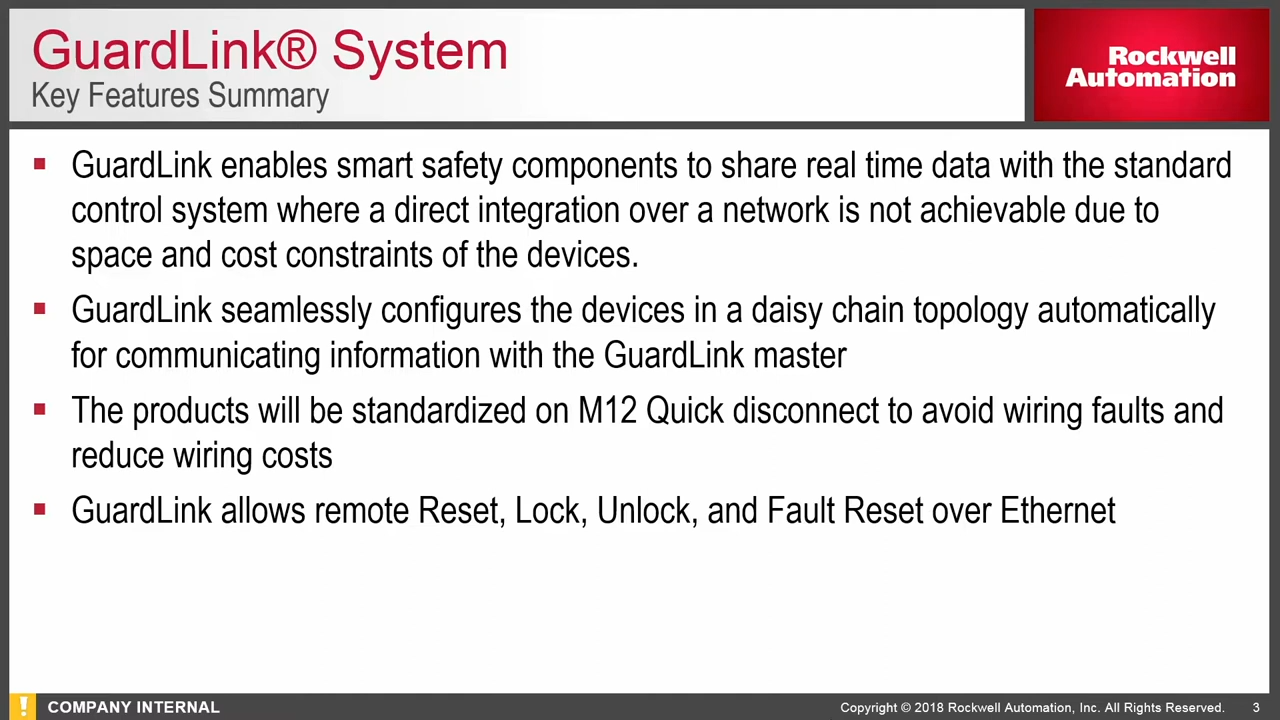 GuardLink® System
Key Features Summary
Rockwell
Automation
GuardLink enables smart safety components to share real time data with the standard
control system where a direct integration over a network is not achievable due to
space and cost constraints of the devices.
GuardLink seamlessly configures the devices in a daisy chain topology automatically
for communicating information with the GuardLink master
The products will be standardized on M12 Quick disconnect to avoid wiring faults and
reduce wiring costs
GuardLink allows remote Reset, Lock, Unlock, and Fault Reset over Ethernet
! COMPANY INTERNAL
Copyright © 2018 Rockwell Automation, Inc. All Rights Reserved. 3